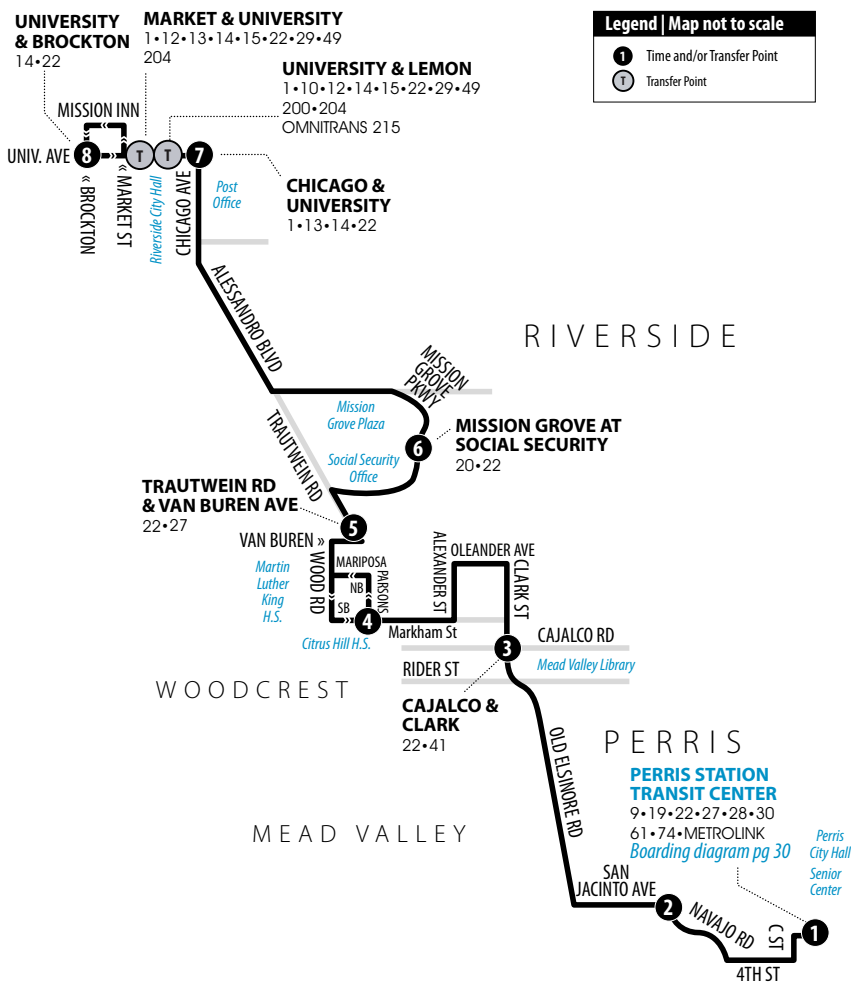 UNIVERSITY
& BROCKTON
14•22
MARKET & UNIVERSITY
1•12•13•14•15•22•29•49
204
UNIVERSITY & LEMON
1•10•12•14•15•22•29•49
200•204
OMNITRANS 215
Legend | Map not to scale
1 Time and/or Transfer Point
T Transfer Point
MISSION INN
UNIV. AVE
8
T
T
7
« BROCKTON
« MARKET ST
Riverside City Hall
CHICAGO AVE
Post
Office
CHICAGO &
UNIVERSITY
1•13•14•22
ALESSANDRO BLVD
RIVERSIDE
MISSION
GROVE
PKWY
Mission
Grove Plaza
TRAUTWEIN RD
6
MISSION GROVE AT
SOCIAL SECURITY
20•22
Social Security
Office
TRAUTWEIN RD
& VAN BUREN AVE
22•27
5
VAN BUREN »
WOOD RD
MARIPOSA
PARSONS
NB
SB
4
Martin
Luther
King
H.S.
Citrus Hill H.S.
Markham St
ALEXANDER ST
OLEANDER AVE
CLARK ST
3
CAJALCO RD
RIDER ST
Mead Valley Library
WOODCREST
CAJALCO &
CLARK
22•41
OLD ELSINORE RD
PERRIS
PERRIS STATION
TRANSIT CENTER
9•19•22•27•28•30
61•74•METROLINK
Boarding diagram pg 30
Perris
City Hall
Senior
Center
MEAD VALLEY
SAN
JACINTO AVE
2
NAVAJO RD
C ST
1
4TH ST